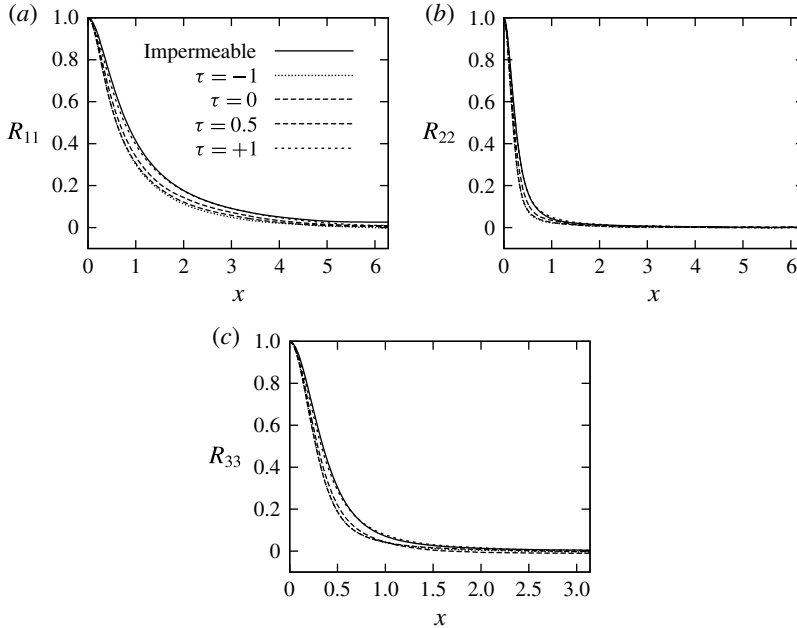 (a)
1.0
0.8
0.6
0.4
0.2
0
R11
Impermeable
τ = −1
τ = 0
τ = 0.5
τ = +1
0 1 2 3 4 5 6
x
(b)
1.0
0.8
0.6
0.4
0.2
0
R22
0 1 2 3 4 5 6
x
(c)
1.0
0.8
0.6
0.4
0.2
0
R33
0 0.5 1.0 1.5 2.0 2.5 3.0
x